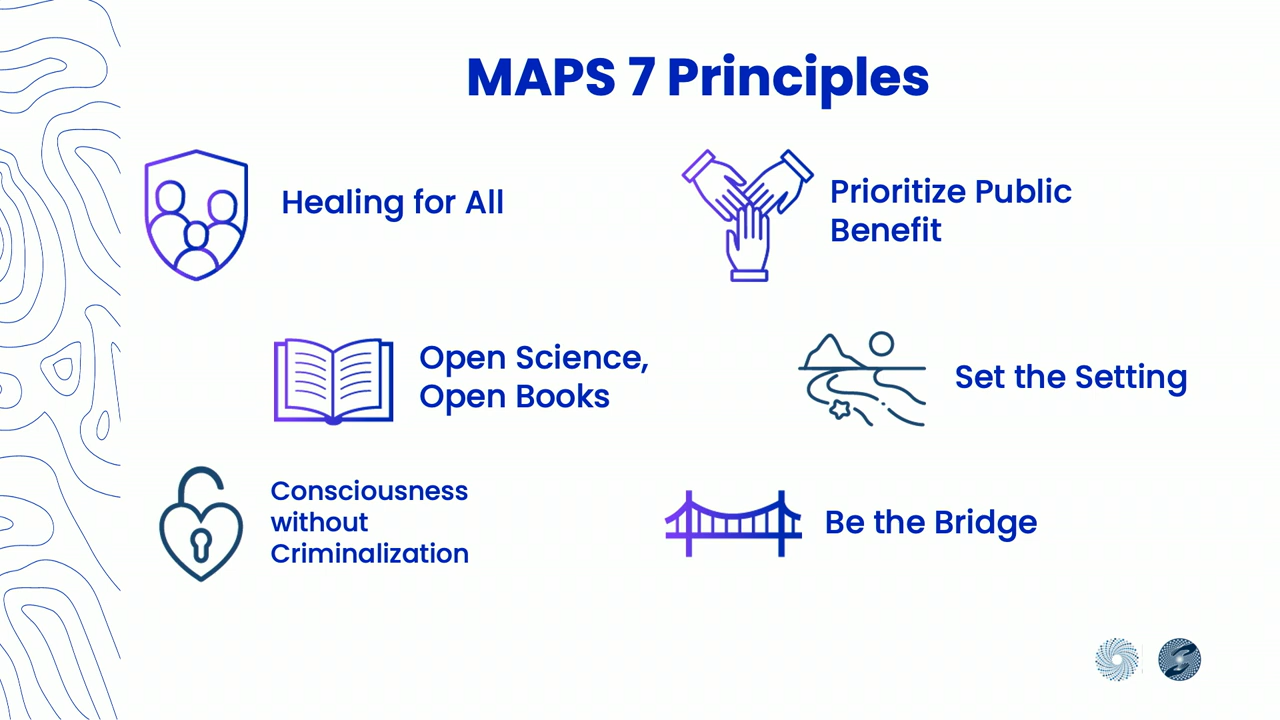 MAPS 7 Principles
Healing for All
Prioritize Public
Benefit
Open Science,
Open Books
Set the Setting
Consciousness
without
Criminalization
Be the Bridge